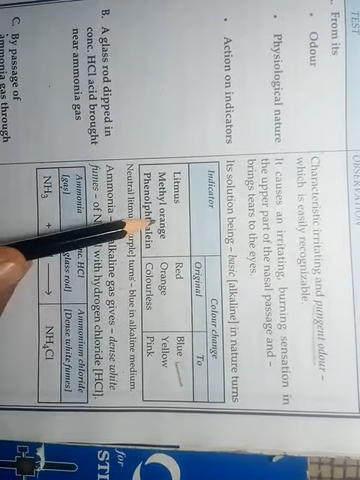 TEST
OBSERVATION
From its
• Odour
Characteristic irritating and pungent odour –
which is easily recognizable.
• Physiological nature
It causes an irritating, burning sensation in
the upper part of the nasal passage and –
brings tears to the eyes.
• Action on indicators
Its solution being – basic [alkaline] in nature turns
Indicator
Colour change
Original
To
Litmus
Red
Blue
Methyl orange
Orange
Yellow
Phenolphthalein
Colourless
Pink
Neutral litmus turns – blue in alkaline medium.
B. A glass rod dipped in
conc. HCl acid brought
near ammonia gas
Ammonia – alkaline gas gives – dense white
fumes – of with hydrogen chloride [HCl].
Ammonia
[gas]
conc. HCl
glass rod]
Ammonium chloride
[Dense white fumes]
NH₃ + → NH₄Cl
C. By passage of
ammonia gas through
for